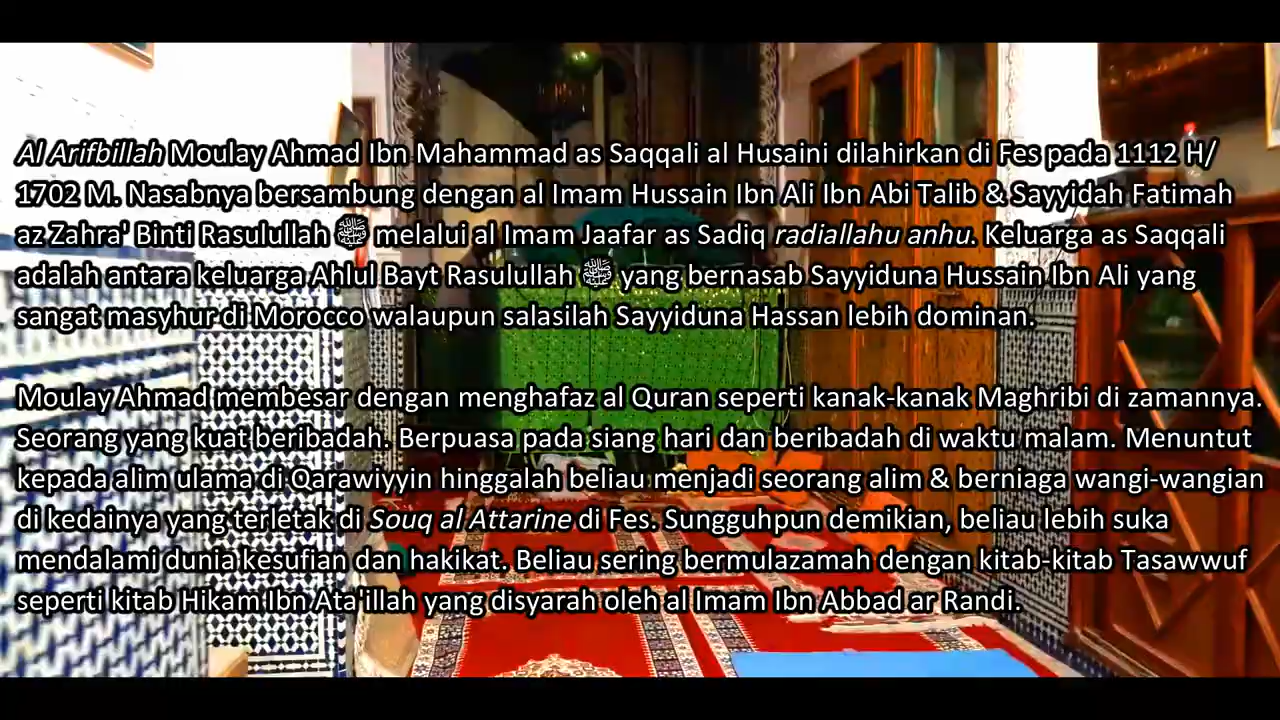 Al Arifbillah Moulay Ahmad Ibn Mahammad as Saqqali al Husaini dilahirkan di Fes pada 1112 H/
1702 M. Nasabnya bersambung dengan al Imam Hussain Ibn Ali Ibn Abi Talib & Sayyidah Fatimah
az Zahra' Binti Rasulullah ﷺ melalui al Imam Jaafar as Sadiq radiallahu anhu. Keluarga as Saqqali
adalah antara keluarga Ahlul Bayt Rasulullah ﷺ yang bernasab Sayyiduna Hussain Ibn Ali yang
sangat masyhur di Morocco walaupun salasilah Sayyiduna Hassan lebih dominan.
Moulay Ahmad membesar dengan menghafaz al Quran seperti kanak-kanak Maghribi di zamannya.
Seorang yang kuat beribadah. Berpuasa pada siang hari dan beribadah di waktu malam. Menuntut
kepada alim ulama di Qarawiyyin hinggalah beliau menjadi seorang alim & berniaga wangi-wangian
di kedainya yang terletak di Souq al Attarine di Fes. Sungguhpun demikian, beliau lebih suka
mendalami dunia kesufian dan hakikat. Beliau sering bermulazamah dengan kitab-kitab Tasawwuf
seperti kitab Hikam Ibn Ata'illah yang disyarah oleh al Imam Ibn Abbad ar Randi.